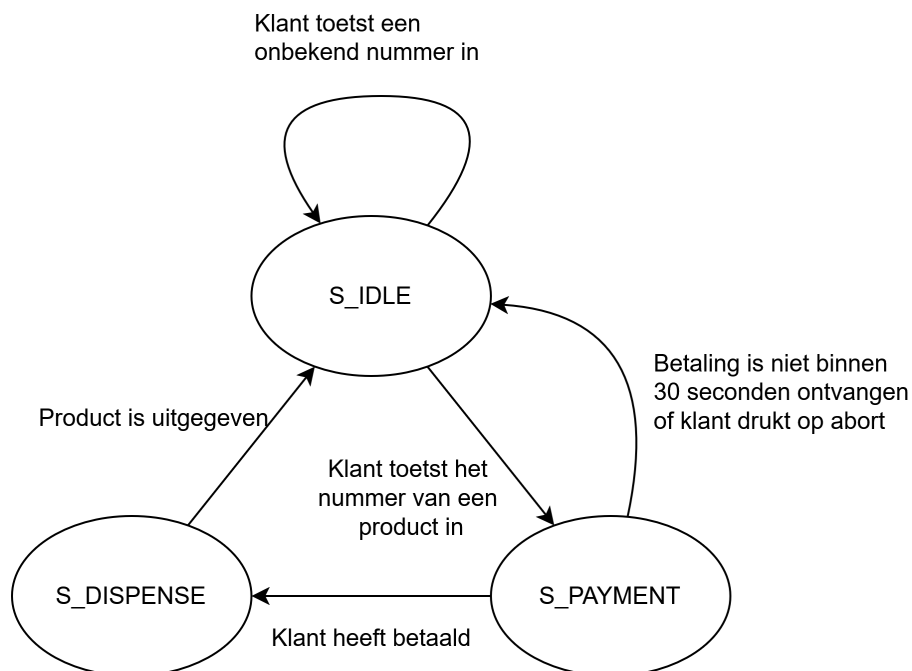 Klant toetst een
onbekend nummer in
S_IDLE
Betaling is niet binnen
30 seconden ontvangen
of klant drukt op abort
Product is uitgegeven
Klant toetst het
nummer van een
product in
S_DISPENSE
S_PAYMENT
Klant heeft betaald